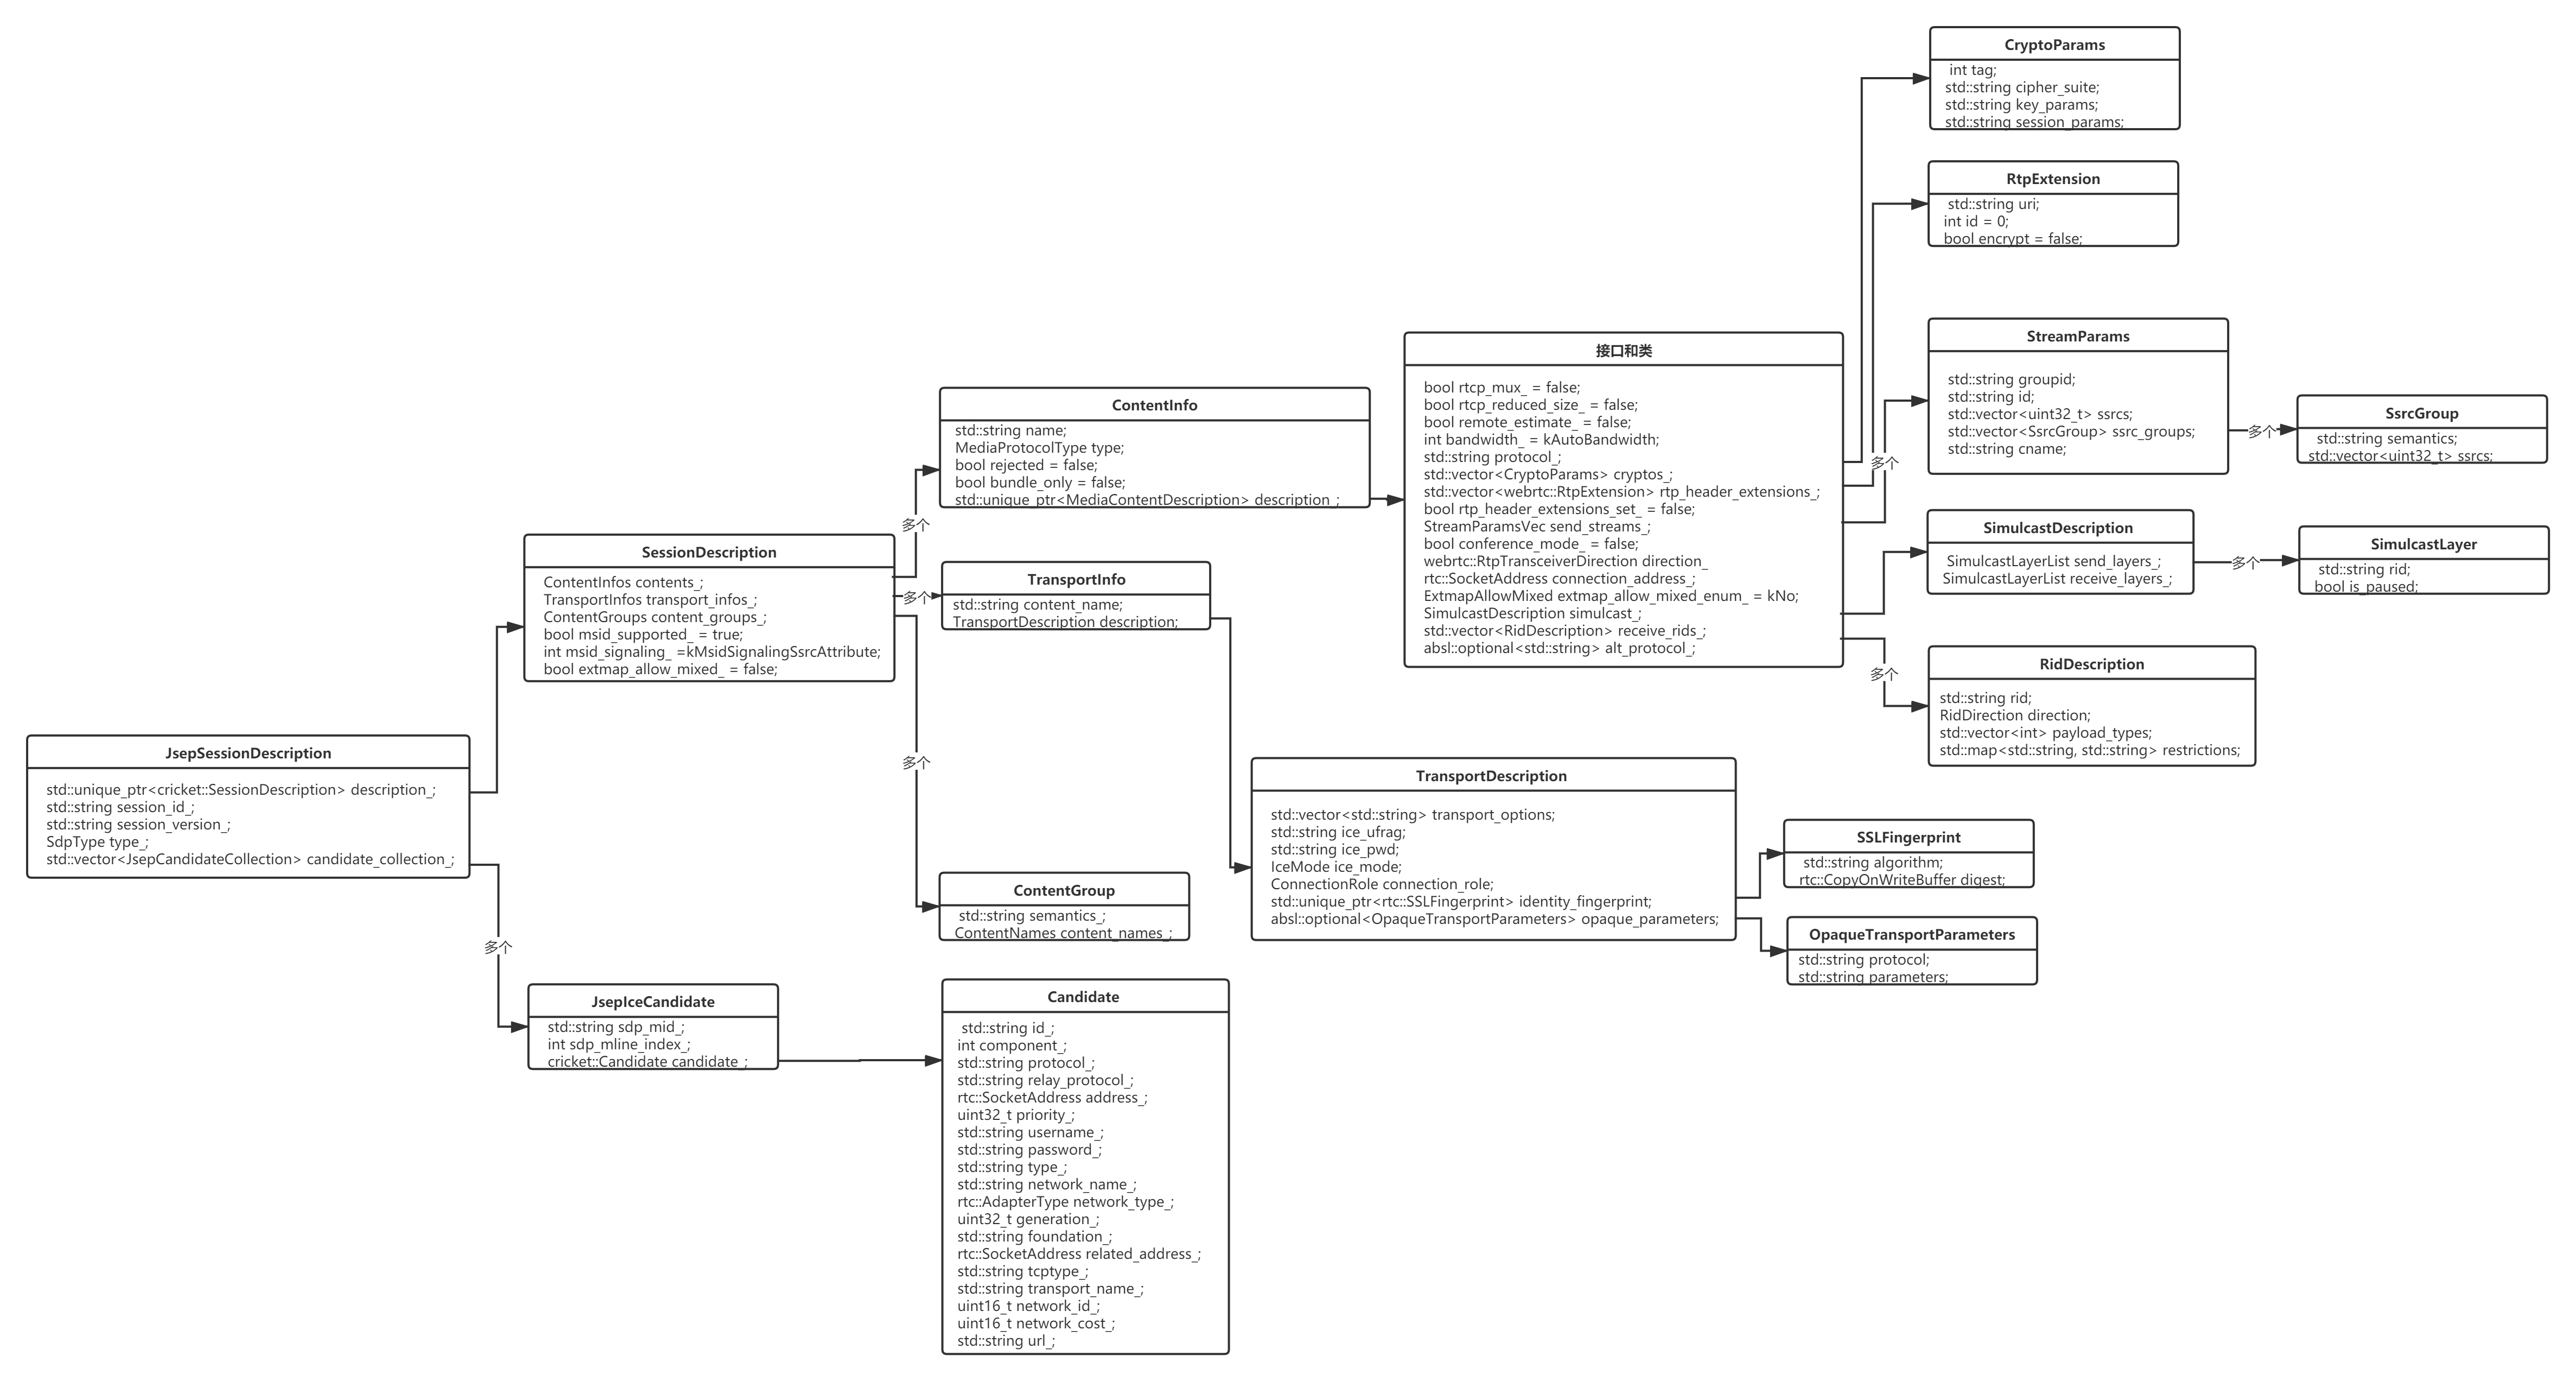 CryptoParams
int tag;
std::string cipher_suite;
std::string key_params;
std::string session_params;
RtpExtension
std::string uri;
int id = 0;
bool encrypt = false;
StreamParams
std::string groupid;
std::string id;
std::vector<uint32_t> ssrcs;
std::vector<SsrcGroup> ssrc_groups;
std::string cname;
多个
SsrcGroup
std::string semantics;
std::vector<uint32_t> ssrcs;
SimulcastDescription
SimulcastLayerList send_layers_;
SimulcastLayerList receive_layers_;
多个
SimulcastLayer
std::string rid;
bool is_paused;
RidDescription
std::string rid;
RidDirection direction;
std::vector<int> payload_types;
std::map<std::string, std::string> restrictions;
接口和类
bool rtcp_mux_ = false;
bool rtcp_reduced_size_ = false;
bool remote_estimate_ = false;
int bandwidth_ = kAutoBandwidth;
std::string protocol_;
std::vector<CryptoParams> cryptos_;
std::vector<webrtc::RtpExtension> rtp_header_extensions_;
bool rtp_header_extensions_set_ = false;
StreamParamsVec send_streams_;
bool conference_mode_ = false;
webrtc::RtpTransceiverDirection direction_
rtc::SocketAddress connection_address_;
ExtmapAllowMixed extmap_allow_mixed_enum_ = kNo;
SimulcastDescription simulcast_;
std::vector<RidDescription> receive_rids_;
absl::optional<std::string> alt_protocol_;
多个
多个
ContentInfo
std::string name;
MediaProtocolType type;
bool rejected = false;
bool bundle_only = false;
std::unique_ptr<MediaContentDescription> description_;
多个
SessionDescription
ContentInfos contents_;
TransportInfos transport_infos_;
ContentGroups content_groups_;
bool msid_supported_ = true;
int msid_signaling_ =kMsidSignalingSsrcAttribute;
bool extmap_allow_mixed_ = false;
多个
TransportInfo
std::string content_name;
TransportDescription description;
多个
JsepSessionDescription
std::unique_ptr<cricket::SessionDescription> description_;
std::string session_id_;
std::string session_version_;
SdpType type_;
std::vector<JsepCandidateCollection> candidate_collection_;
TransportDescription
std::vector<std::string> transport_options;
std::string ice_ufrag;
std::string ice_pwd;
IceMode ice_mode;
ConnectionRole connection_role;
std::unique_ptr<rtc::SSLFingerprint> identity_fingerprint;
absl::optional<OpaqueTransportParameters> opaque_parameters;
SSLFingerprint
std::string algorithm;
rtc::CopyOnWriteBuffer digest;
OpaqueTransportParameters
std::string protocol;
std::string parameters;
ContentGroup
std::string semantics_;
ContentNames content_names_;
多个
JsepIceCandidate
std::string sdp_mid_;
int sdp_mline_index_;
cricket::Candidate candidate_;
Candidate
std::string id_;
int component_;
std::string protocol_;
std::string relay_protocol_;
rtc::SocketAddress address_;
uint32_t priority_;
std::string username_;
std::string password_;
std::string type_;
std::string network_name_;
rtc::AdapterType network_type_;
uint32_t generation_;
std::string foundation_;
rtc::SocketAddress related_address_;
std::string tcptype_;
std::string transport_name_;
uint16_t network_id_;
uint16_t network_cost_;
std::string url_;